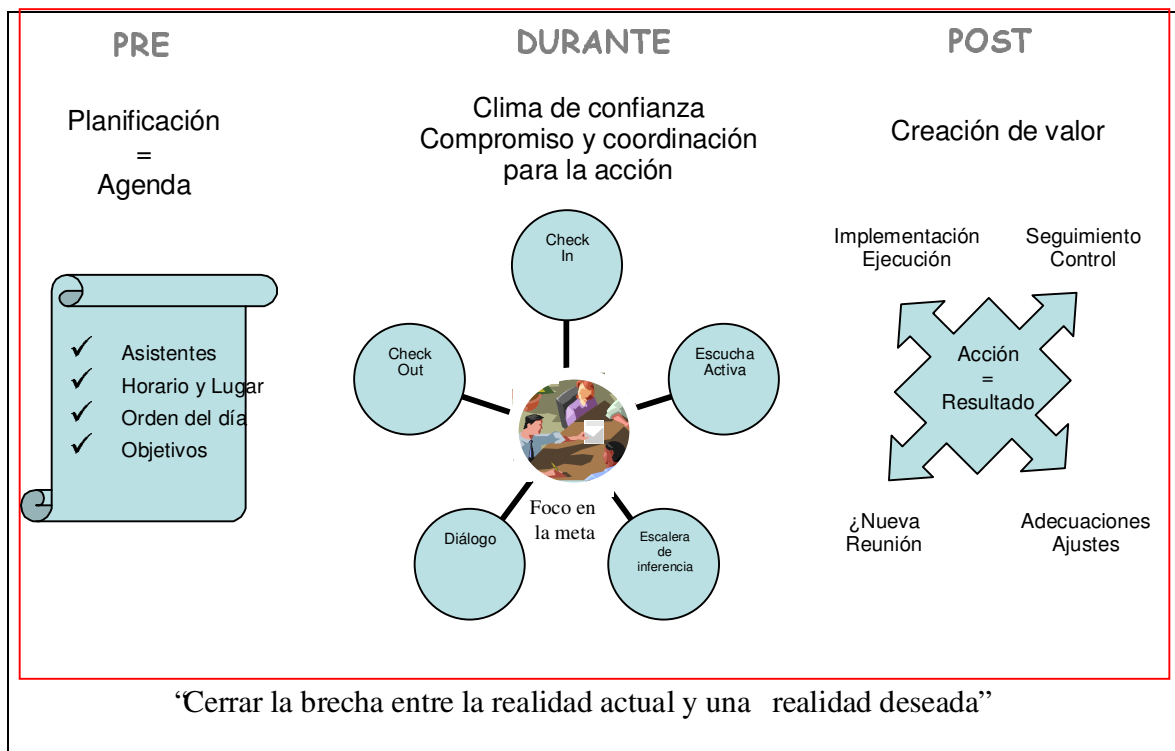 PRE
Planificación
=
Agenda
✓ Asistentes
✓ Horario y Lugar
✓ Orden del día
✓ Objetivos
DURANTE
Clima de confianza
Compromiso y coordinación
para la acción
Check
In
Escucha
Activa
Escalera
de
inferencia
Diálogo
Check
Out
Foco en
la meta
POST
Creación de valor
Implementación
Ejecución
Seguimiento
Control
Acción
=
Resultado
¿Nueva
Reunión
Adecuaciones
Ajustes
“Cerrar la brecha entre la realidad actual y una realidad deseada”